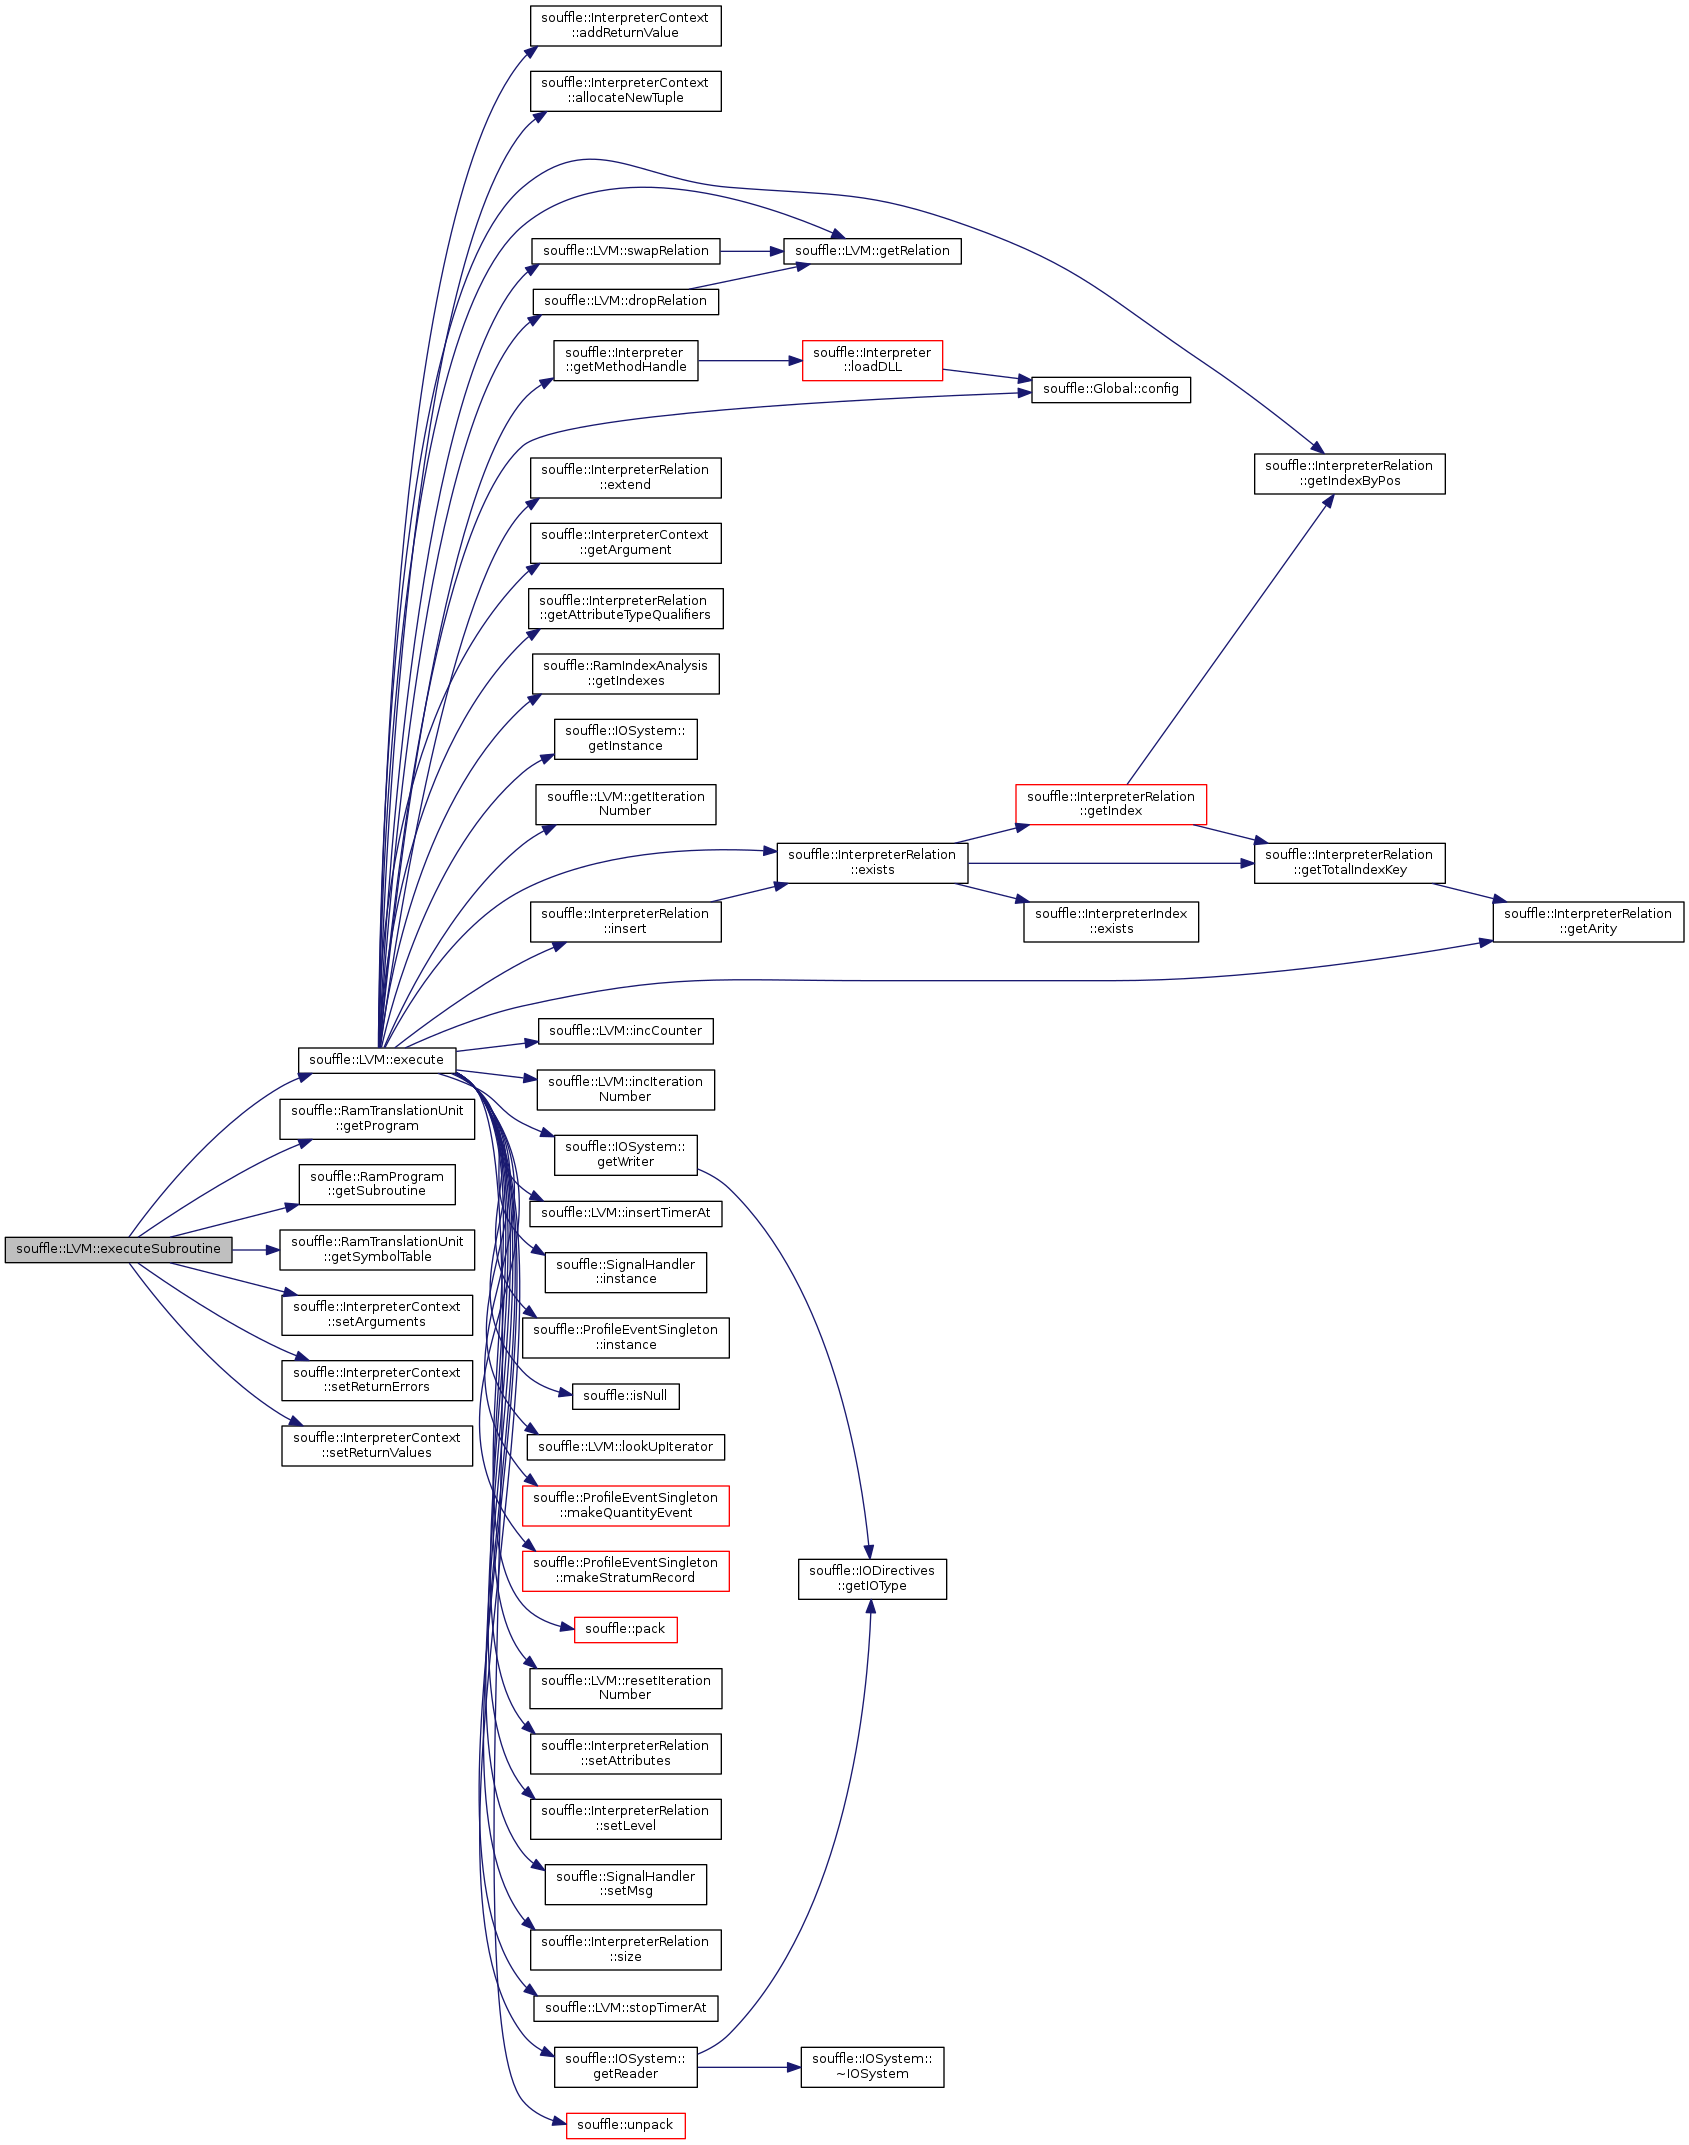 souffle::InterpreterContext
::addReturnValue
souffle::InterpreterContext
::allocateNewTuple
souffle::LVM::swapRelation
souffle::LVM::getRelation
souffle::LVM::dropRelation
souffle::Interpreter
::getMethodHandle
souffle::Interpreter
::loadDLL
souffle::Global::config
souffle::InterpreterRelation
::getIndexByPos
souffle::InterpreterRelation
::extend
souffle::InterpreterContext
::getArgument
souffle::InterpreterRelation
::getAttributeTypeQualifiers
souffle::RamIndexAnalysis
::getIndexes
souffle::IOSystem::
getInstance
souffle::LVM::getIteration
Number
souffle::InterpreterRelation
::getIndex
souffle::InterpreterRelation
::exists
souffle::InterpreterRelation
::getTotalIndexKey
souffle::InterpreterRelation
::insert
souffle::InterpreterIndex
::exists
souffle::InterpreterRelation
::getArity
souffle::LVM::incCounter
souffle::LVM::execute
souffle::LVM::incIteration
Number
souffle::RamTranslationUnit
::getProgram
souffle::IOSystem::
getWriter
souffle::RamProgram
::getSubroutine
souffle::LVM::insertTimerAt
souffle::LVM::executeSubroutine
souffle::RamTranslationUnit
::getSymbolTable
souffle::SignalHandler
::instance
souffle::InterpreterContext
::setArguments
souffle::ProfileEventSingleton
::instance
souffle::InterpreterContext
::setReturnErrors
souffle::isNull
souffle::InterpreterContext
::setReturnValues
souffle::LVM::lookUpIterator
souffle::ProfileEventSingleton
::makeQuantityEvent
souffle::ProfileEventSingleton
::makeStratumRecord
souffle::IODirectives
::getIOType
souffle::pack
souffle::LVM::resetIteration
Number
souffle::InterpreterRelation
::setAttributes
souffle::InterpreterRelation
::setLevel
souffle::SignalHandler
::setMsg
souffle::InterpreterRelation
::size
souffle::LVM::stopTimerAt
souffle::IOSystem::
getReader
souffle::IOSystem::
~IOSystem
souffle::unpack